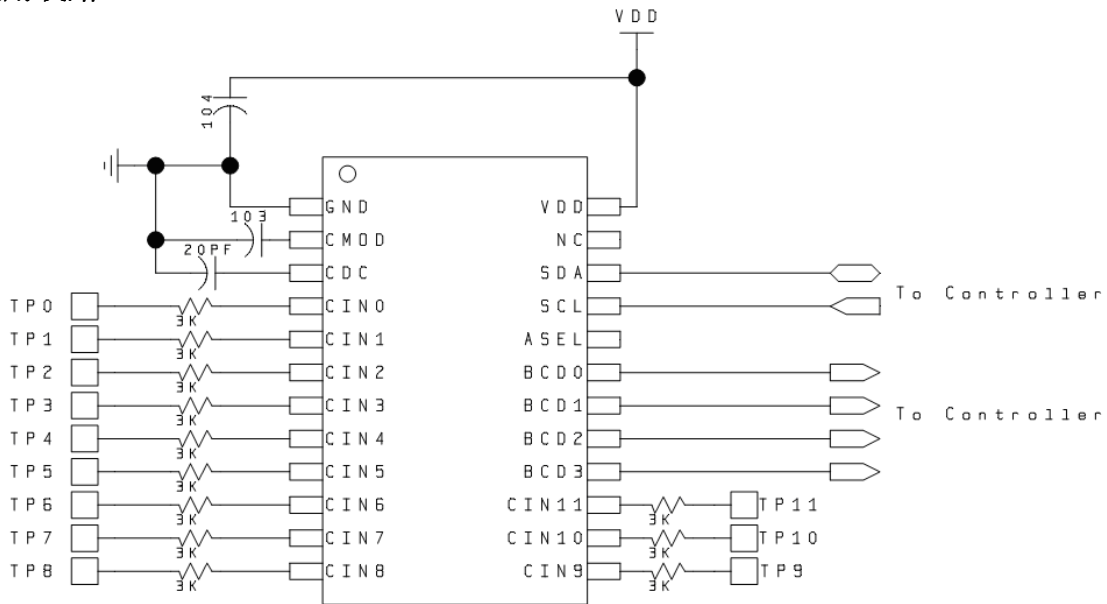 VDD
104
GND VDD
103
CMOD NC
20PF
CDC SDA
To Controller
TP0 3K CIN0 SCL
TP1 3K CIN1 ASEL
TP2 3K CIN2 BCD0
TP3 3K CIN3 BCD1
To Controller
TP4 3K CIN4 BCD2
TP5 3K CIN5 BCD3
TP6 3K CIN6 CIN11 3K TP11
TP7 3K CIN7 CIN10 3K TP10
TP8 3K CIN8 CIN9 3K TP9